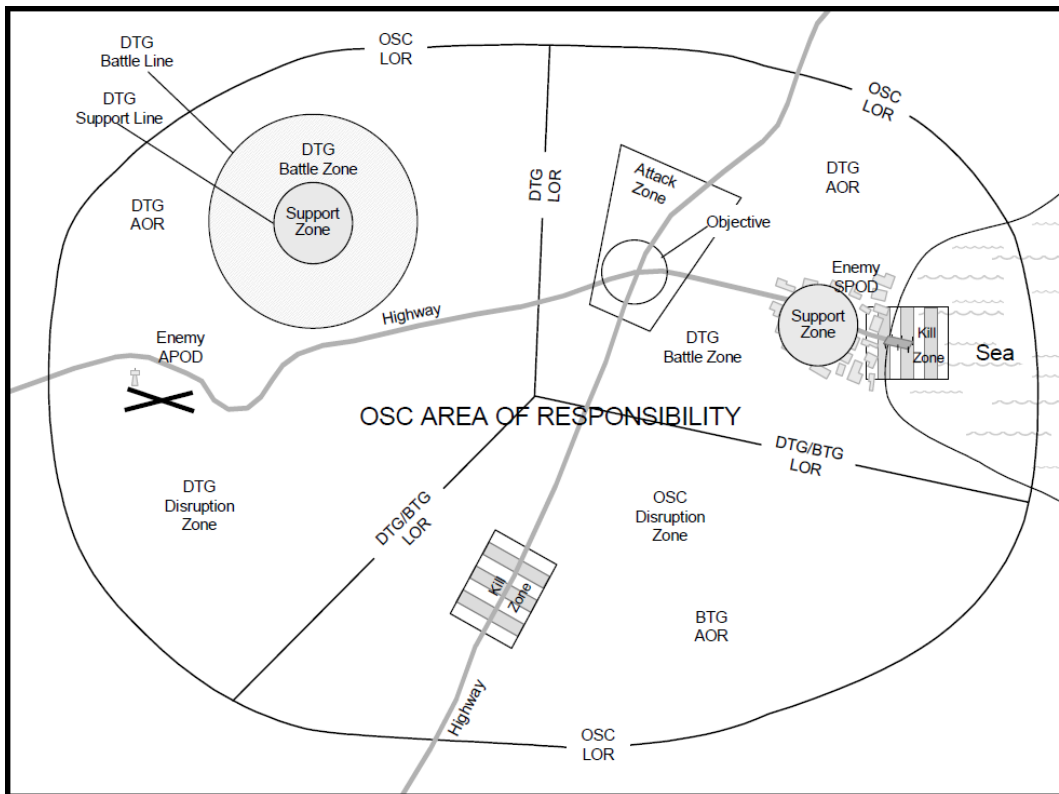 DTG
Battle Line
DTG
Support Line
OSC
LOR
OSC
LOR
DTG
Battle Zone
Support
Zone
DTG
AOR
DTG
LOR
Attack
Zone
Objective
DTG
AOR
Enemy
SPOD
Support
Zone
Kill
Zone
Sea
Highway
DTG
Battle Zone
Enemy
APOD
OSC AREA OF RESPONSIBILITY
DTG/BTG
LOR
DTG
Disruption
Zone
DTG/BTG
LOR
OSC
Disruption
Zone
Kill
Zone
BTG
AOR
Highway
OSC
LOR